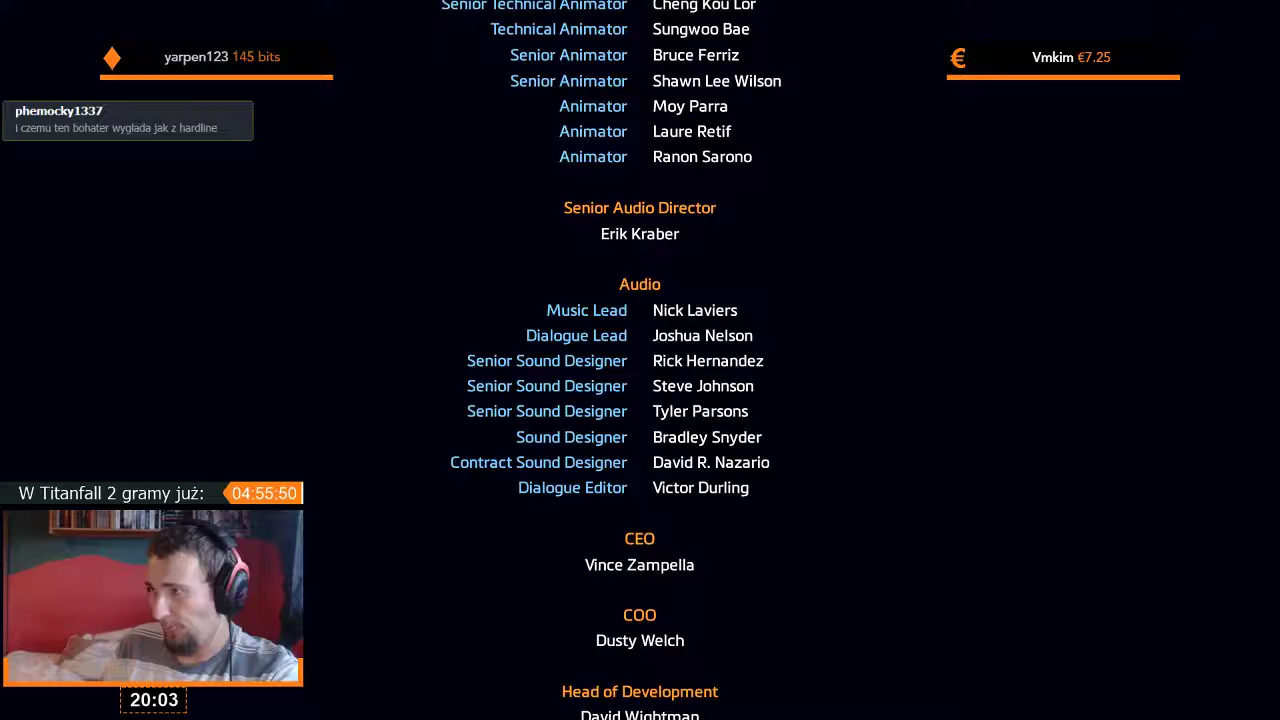 Senior Technical Animator Cheng Kou Lor
Technical Animator Sungwoo Bae
yarpen123 145 bits
Senior Animator Bruce Ferriz
€ Vmkim €7.25
Senior Animator Shawn Lee Wilson
phemocky1337
i czemu ten bohater wyglada jak z hardline
Animator Moy Parra
Animator Laure Retif
Animator Ranon Sarono
Senior Audio Director
Erik Kraber
Audio
Music Lead Nick Laviers
Dialogue Lead Joshua Nelson
Senior Sound Designer Rick Hernandez
Senior Sound Designer Steve Johnson
Senior Sound Designer Tyler Parsons
Sound Designer Bradley Snyder
Contract Sound Designer David R. Nazario
Dialogue Editor Victor Durling
W Titanfall 2 gramy już: 04:55:50
CEO
Vince Zampella
COO
Dusty Welch
Head of Development
David Wightman
20:03